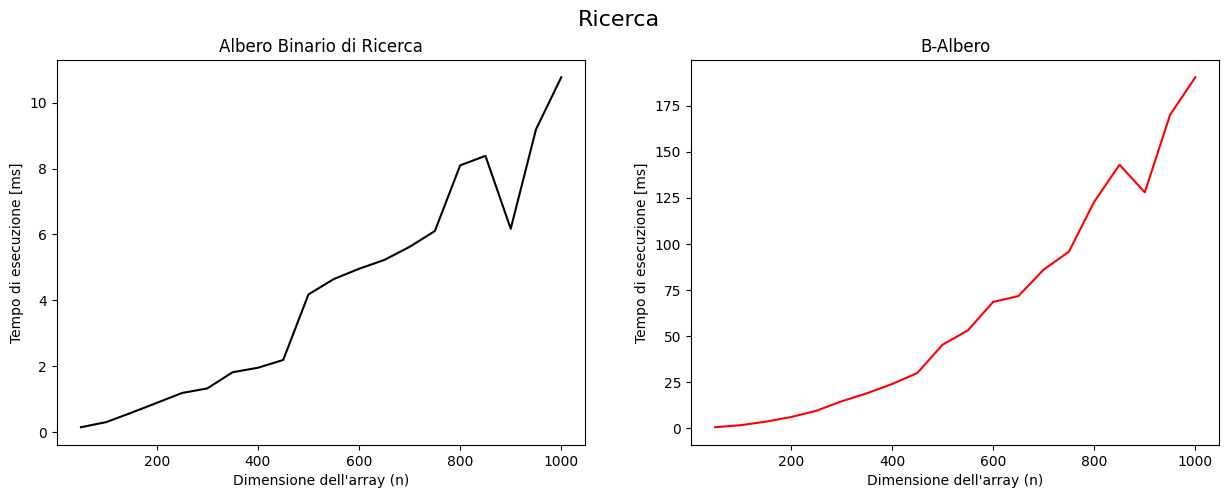 Ricerca
Albero Binario di Ricerca
10
8
6
4
2
0
Tempo di esecuzione [ms]
200 400 600 800 1000
Dimensione dell'array (n)
B-Albero
175
150
125
100
75
50
25
0
Tempo di esecuzione [ms]
200 400 600 800 1000
Dimensione dell'array (n)